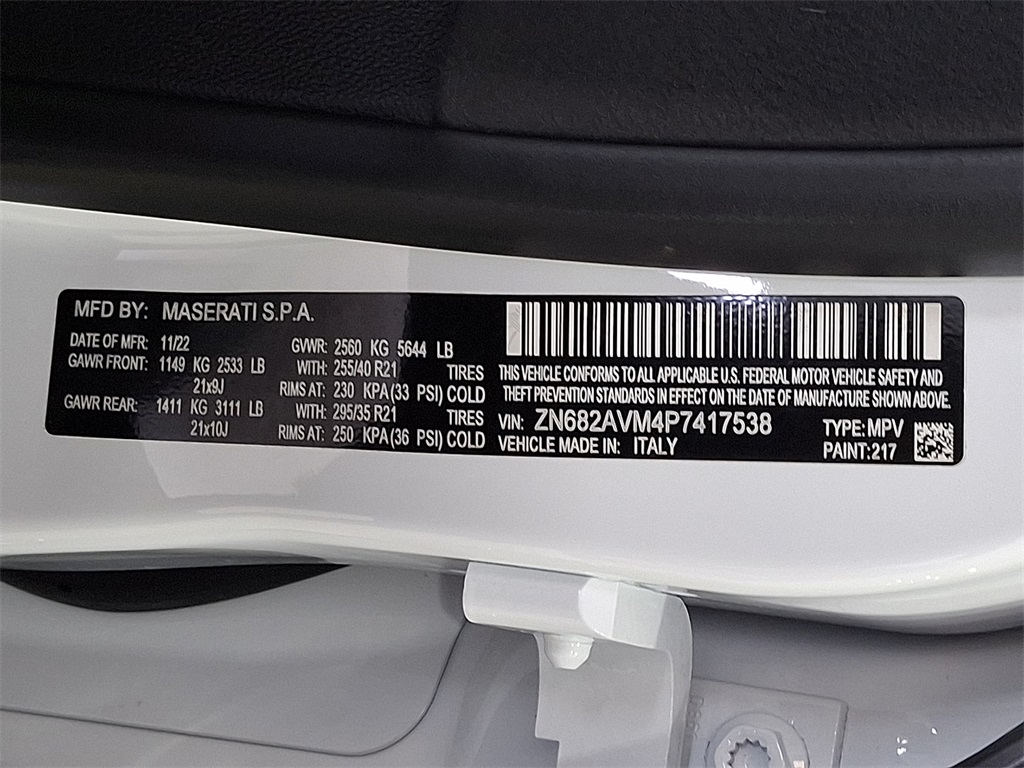 MFD BY: MASERATI S.P.A.
DATE OF MFR: 11/22 GVWR: 2560 KG 5644 LB
GAWR FRONT: 1149 KG 2533 LB WITH: 255/40 R21 TIRES
21x9J RIMS AT: 230 KPA(33 PSI) COLD
GAWR REAR: 1411 KG 3111 LB WITH: 295/35 R21 TIRES
21x10J RIMS AT: 250 KPA(36 PSI) COLD
THIS VEHICLE CONFORMS TO ALL APPLICABLE U.S. FEDERAL MOTOR VEHICLE SAFETY AND
THEFT PREVENTION STANDARDS IN EFFECT ON THE DATE OF MANUFACTURE SHOWN ABOVE.
VIN: ZN682AVM4P7417538 TYPE: MPV
VEHICLE MADE IN: ITALY PAINT: 217